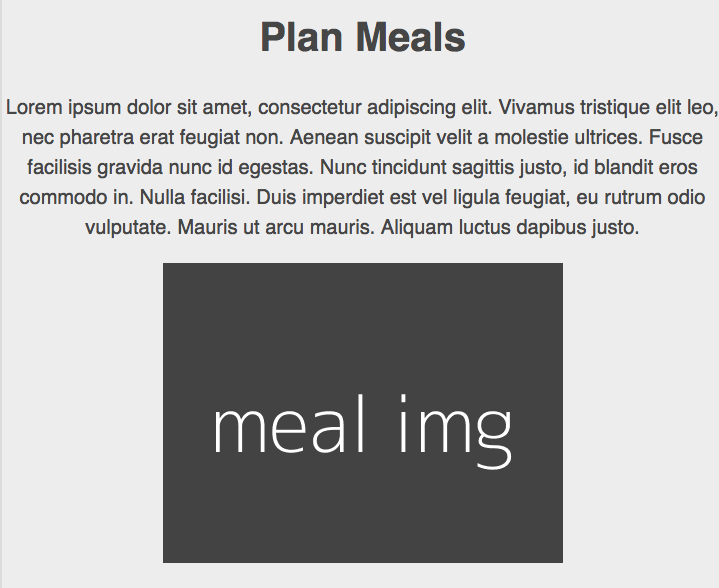 Plan Meals
Lorem ipsum dolor sit amet, consectetur adipiscing elit. Vivamus tristique elit leo,
nec pharetra erat feugiat non. Aenean suscipit velit a molestie ultrices. Fusce
facilisis gravida nunc id egestas. Nunc tincidunt sagittis justo, id blandit eros
commodo in. Nulla facilisi. Duis imperdiet est vel ligula feugiat, eu rutrum odio
vulputate. Mauris ut arcu mauris. Aliquam luctus dapibus justo.
meal img